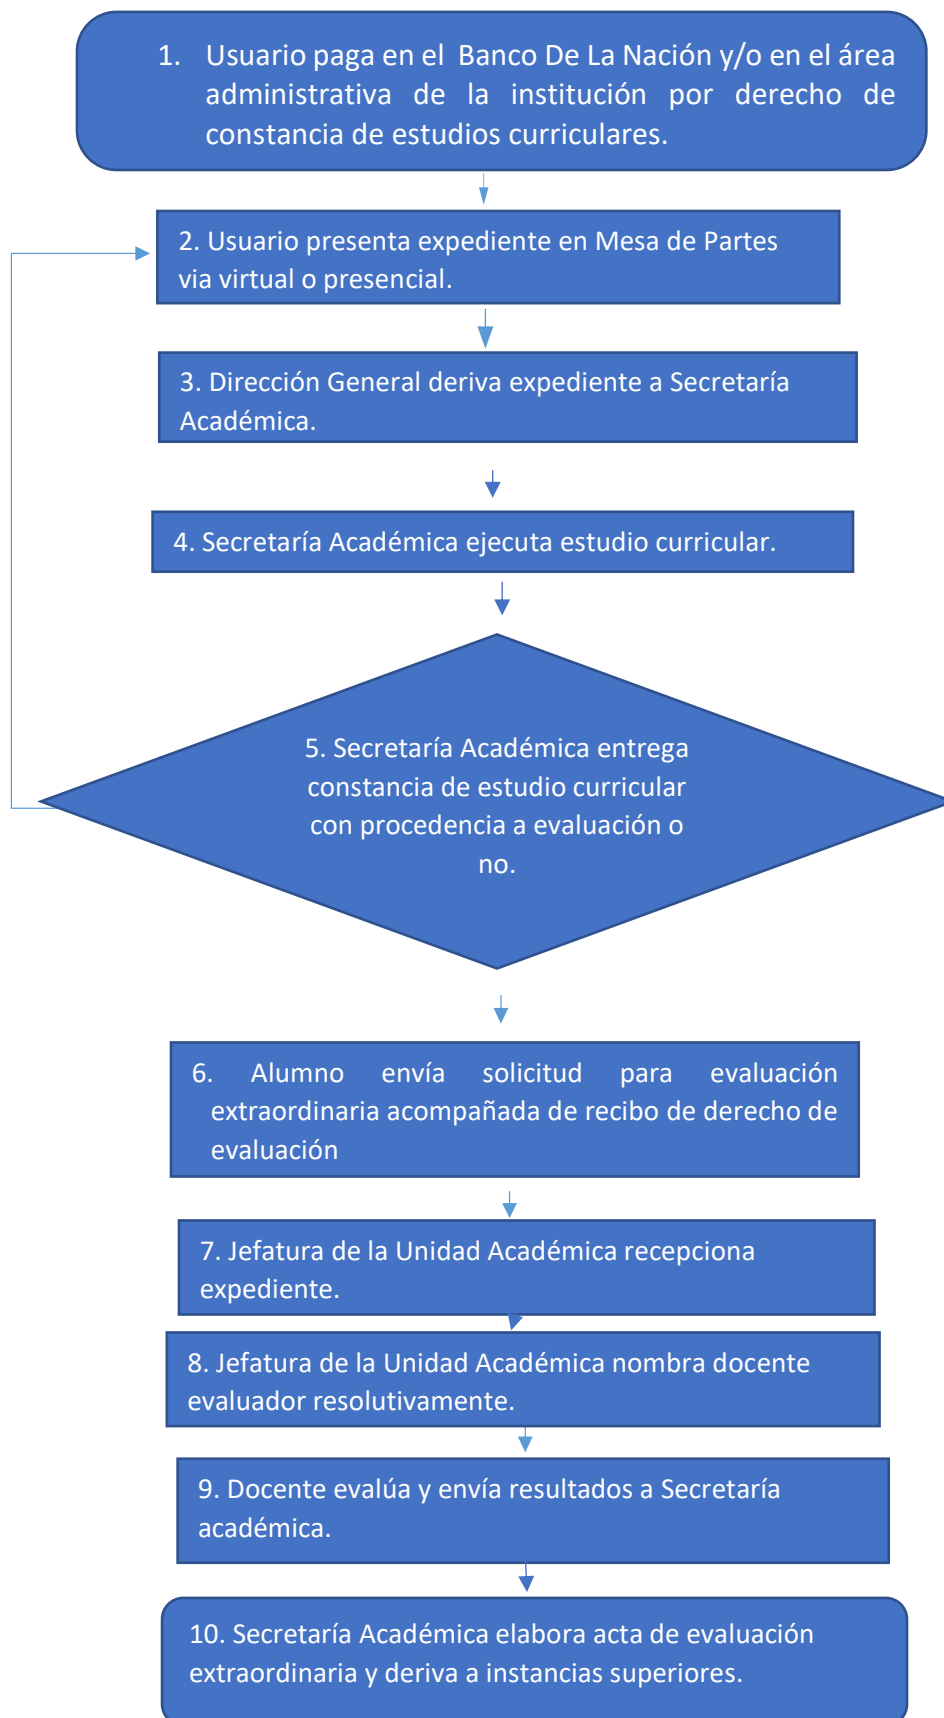 1. Usuario paga en el Banco De La Nación y/o en el área
administrativa de la institución por derecho de
constancia de estudios curriculares.
2. Usuario presenta expediente en Mesa de Partes
via virtual o presencial.
3. Dirección General deriva expediente a Secretaría
Académica.
4. Secretaría Académica ejecuta estudio curricular.
5. Secretaría Académica entrega
constancia de estudio curricular
con procedencia a evaluación o
no.
6. Alumno envía solicitud para evaluación
extraordinaria acompañada de recibo de derecho de
evaluación
7. Jefatura de la Unidad Académica recepciona
expediente.
8. Jefatura de la Unidad Académica nombra docente
evaluador resolutivamente.
9. Docente evalúa y envía resultados a Secretaría
académica.
10. Secretaría Académica elabora acta de evaluación
extraordinaria y deriva a instancias superiores.